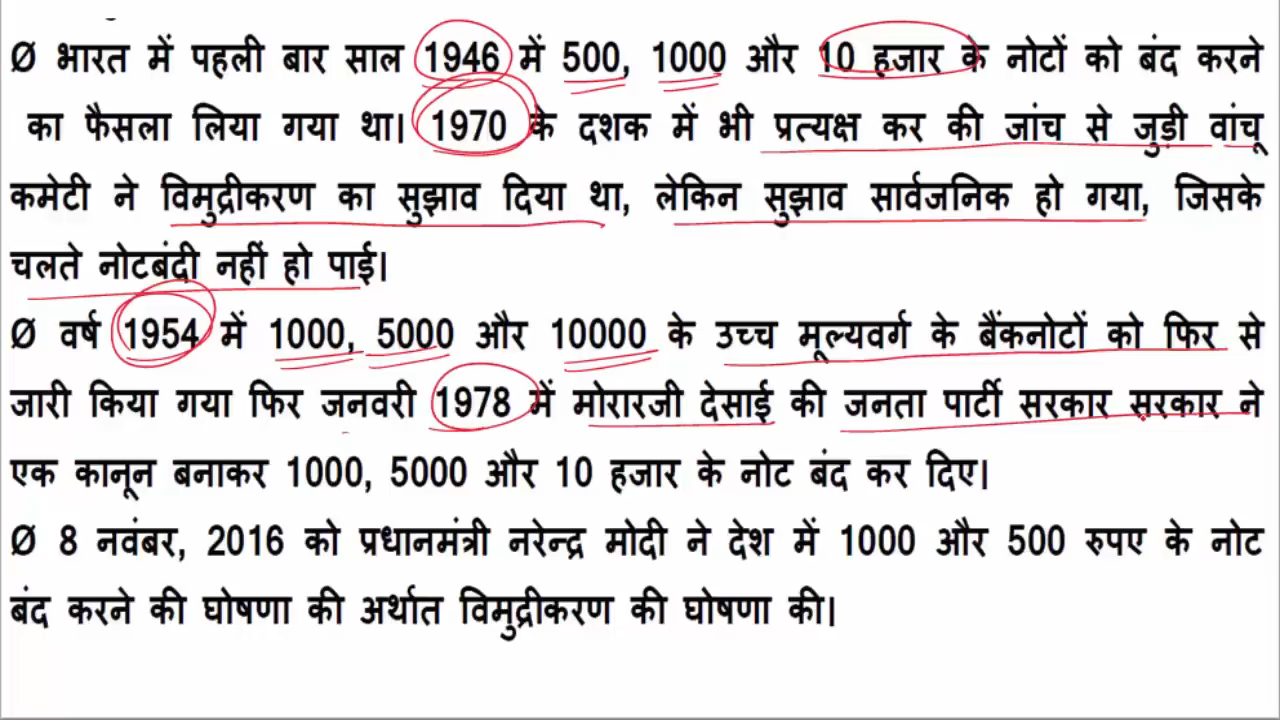 Ø भारत में पहली बार साल 1946 में 500, 1000 और 10 हजार के नोटों को बंद करने
का फैसला लिया गया था। 1970 के दशक में भी प्रत्यक्ष कर की जांच से जुड़ी वांचू
कमेटी ने विमुद्रीकरण का सुझाव दिया था, लेकिन सुझाव सार्वजनिक हो गया, जिसके
चलते नोटबंदी नहीं हो पाई।
Ø वर्ष 1954 में 1000, 5000 और 10000 के उच्च मूल्यवर्ग के बैंकनोटों को फिर से
जारी किया गया फिर जनवरी 1978 में मोरारजी देसाई की जनता पार्टी सरकार सरकार ने
एक कानून बनाकर 1000, 5000 और 10 हजार के नोट बंद कर दिए।
Ø 8 नवंबर, 2016 को प्रधानमंत्री नरेन्द्र मोदी ने देश में 1000 और 500 रुपए के नोट
बंद करने की घोषणा की अर्थात विमुद्रीकरण की घोषणा की।